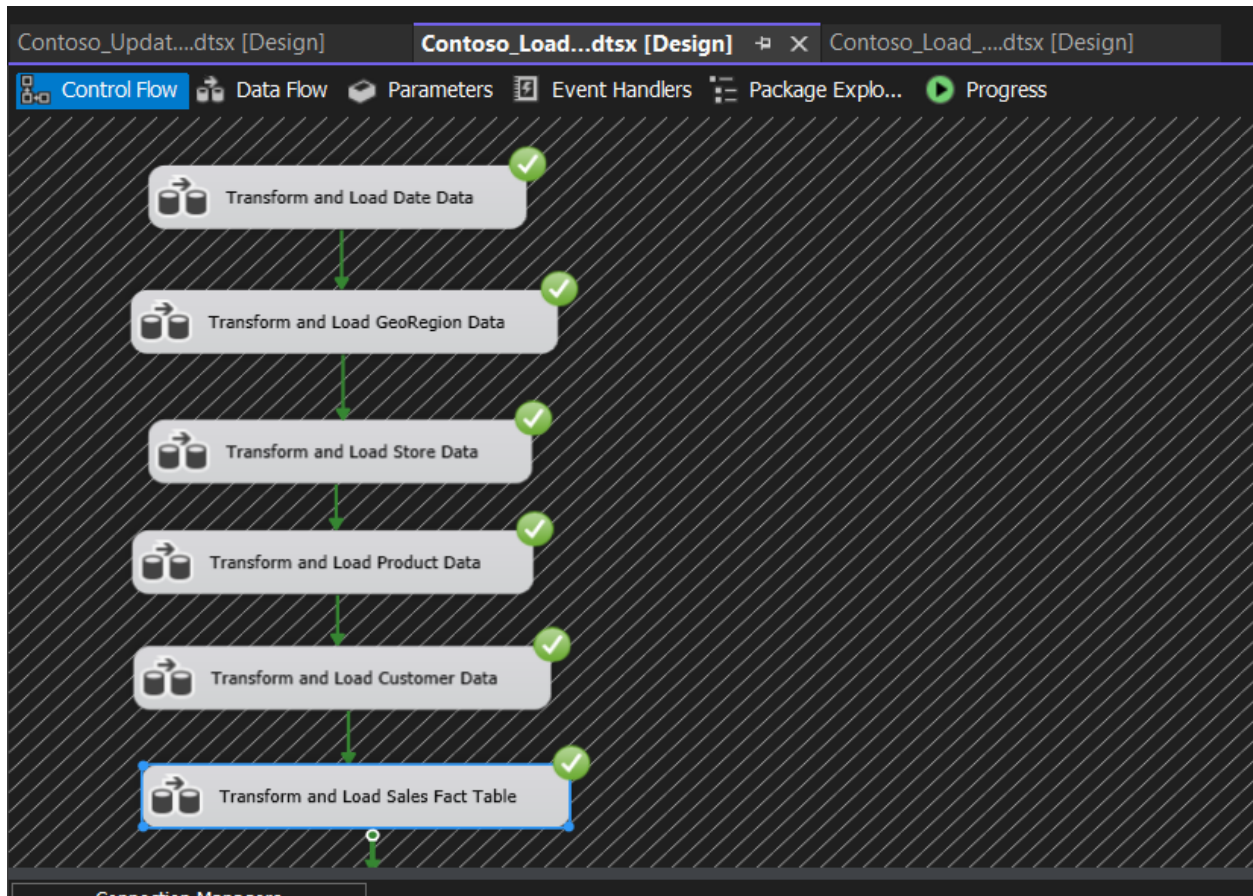 Contoso_Updat....dtsx [Design] Contoso_Load...dtsx [Design] Contoso_Load_....dtsx [Design]
Control Flow Data Flow Parameters Event Handlers Package Explo... Progress
Transform and Load Date Data
Transform and Load GeoRegion Data
Transform and Load Store Data
Transform and Load Product Data
Transform and Load Customer Data
Transform and Load Sales Fact Table
Connection Managers